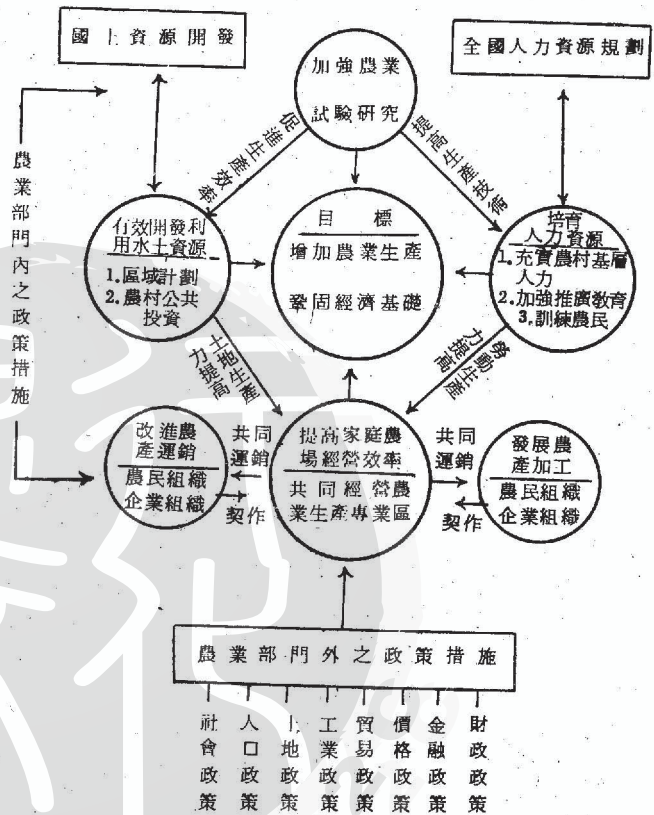 國土資源開發
全國人力資源規劃
加強農業
試驗研究
促進生產效率
提高生產技術
農業部門內之政策措施
有效開發利
用水土資源
1.區域計劃
2.農村公共
投資
目標
增加農業生產
鞏固經濟基礎
培育
人力資源
1.充實農村基層
人力
2.加強推廣教育
3.訓練農民
土地生產
力提高
勞動生產
力提高
改進農
產運銷
農民組織
企業組織
共同
運銷
契作
提高家庭農
場經營效率
共同經營農
業生產專業區
共同
運銷
契作
發展農
產加工
農民組織
企業組織
農業部門外之政策措施
社會政策
人口政策
土地政策
工業政策
貿易政策
價格政策
金融政策
財政政策